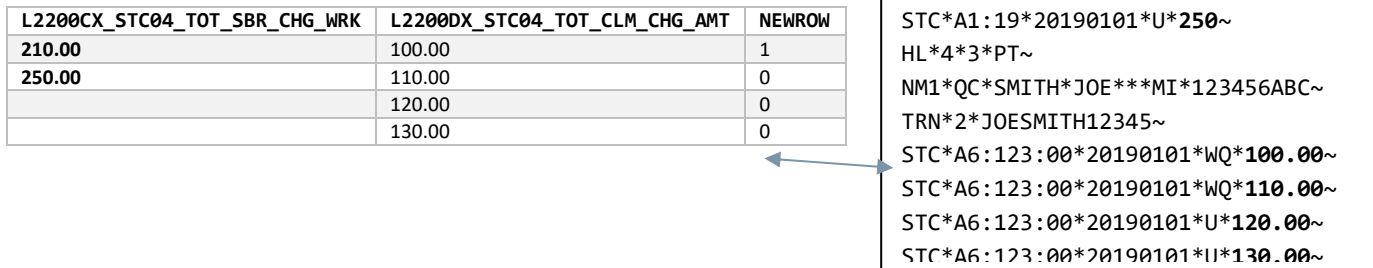 L2200CX_STC04_TOT_SBR_CHG_WRK L2200DX_STC04_TOT_CLM_CHG_AMT NEWROW
210.00 100.00 1
250.00 110.00 0
120.00 0
130.00 0
STC*A1:19*20190101*U*250~
HL*4*3*PT~
NM1*QC*SMITH*JOE***MI*123456ABC~
TRN*2*JOESMITH12345~
STC*A6:123:00*20190101*WQ*100.00~
STC*A6:123:00*20190101*WQ*110.00~
STC*A6:123:00*20190101*U*120.00~
STC*A6:123:00*20190101*U*130.00~